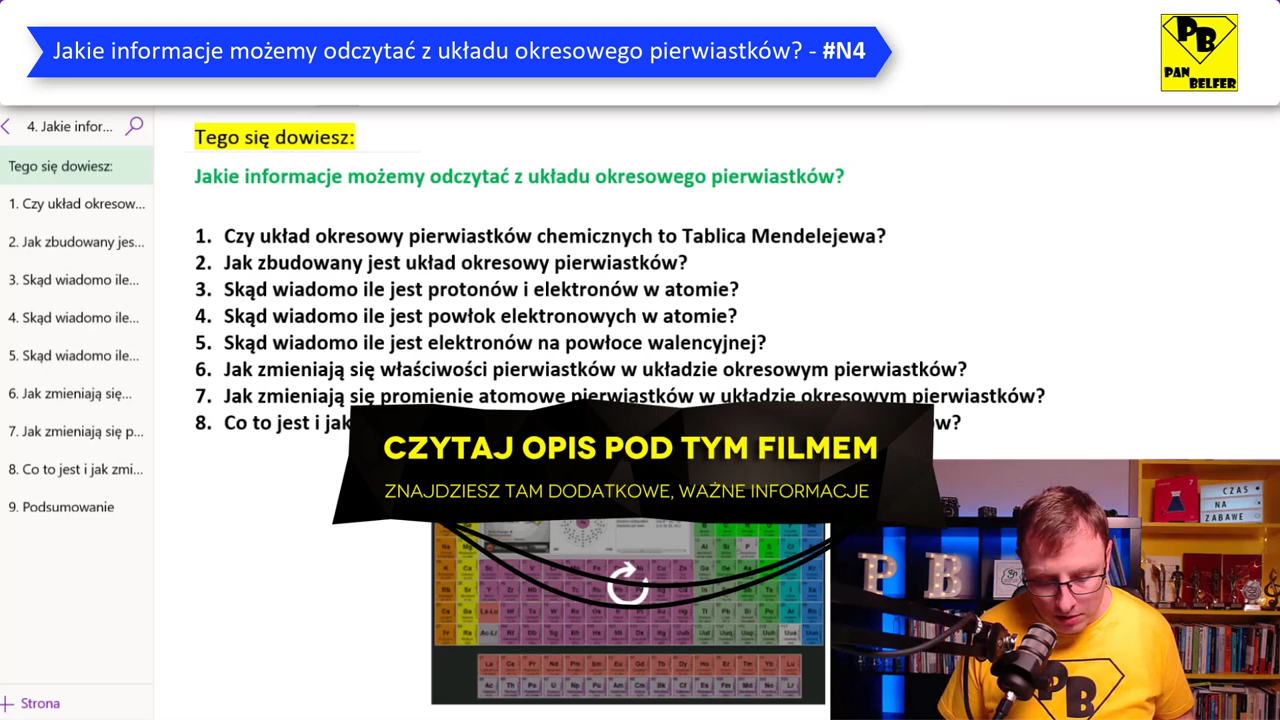 Jakie informacje możemy odczytać z układu okresowego pierwiastków? - #N4
PB
PAN
BELFER
4. Jakie infor...
Tego się dowiesz:
1. Czy układ okresow...
2. Jak zbudowany jes...
3. Skąd wiadomo ile...
4. Skąd wiadomo ile...
5. Skąd wiadomo ile...
6. Jak zmieniają się...
7. Jak zmieniają się p...
8. Co to jest i jak zmi...
9. Podsumowanie
+ Strona
Tego się dowiesz:
Jakie informacje możemy odczytać z układu okresowego pierwiastków?
1. Czy układ okresowy pierwiastków chemicznych to Tablica Mendelejewa?
2. Jak zbudowany jest układ okresowy pierwiastków?
3. Skąd wiadomo ile jest protonów i elektronów w atomie?
4. Skąd wiadomo ile jest powłok elektronowych w atomie?
5. Skąd wiadomo ile jest elektronów na powłoce walencyjnej?
6. Jak zmieniają się właściwości pierwiastków w układzie okresowym pierwiastków?
7. Jak zmieniają się promienie atomowe pierwiastków w układzie okresowym pierwiastków?
8. Co to jest i jak
CZYTAJ OPIS POD TYM FILMEM
ZNAJDZIESZ TAM DODATKOWE, WAŻNE INFORMACJE
CZAS
NA
ZABAWE
P B
PB